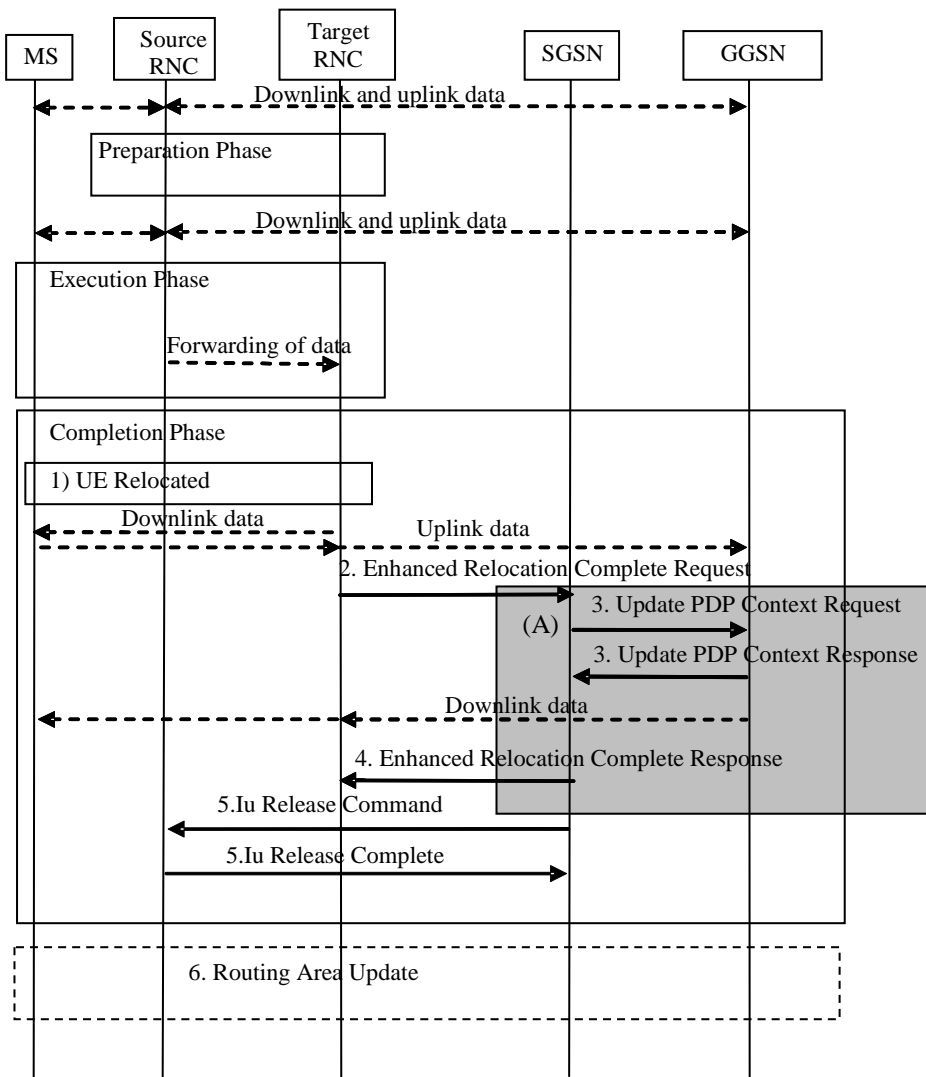 MS
Source
RNC
Target
RNC
SGSN
GGSN
Downlink and uplink data
Preparation Phase
Downlink and uplink data
Execution Phase
Forwarding of data
Completion Phase
1) UE Relocated
Downlink data
Uplink data
2. Enhanced Relocation Complete Request
(A)
3. Update PDP Context Request
3. Update PDP Context Response
Downlink data
4. Enhanced Relocation Complete Response
5.Iu Release Command
5.Iu Release Complete
6. Routing Area Update